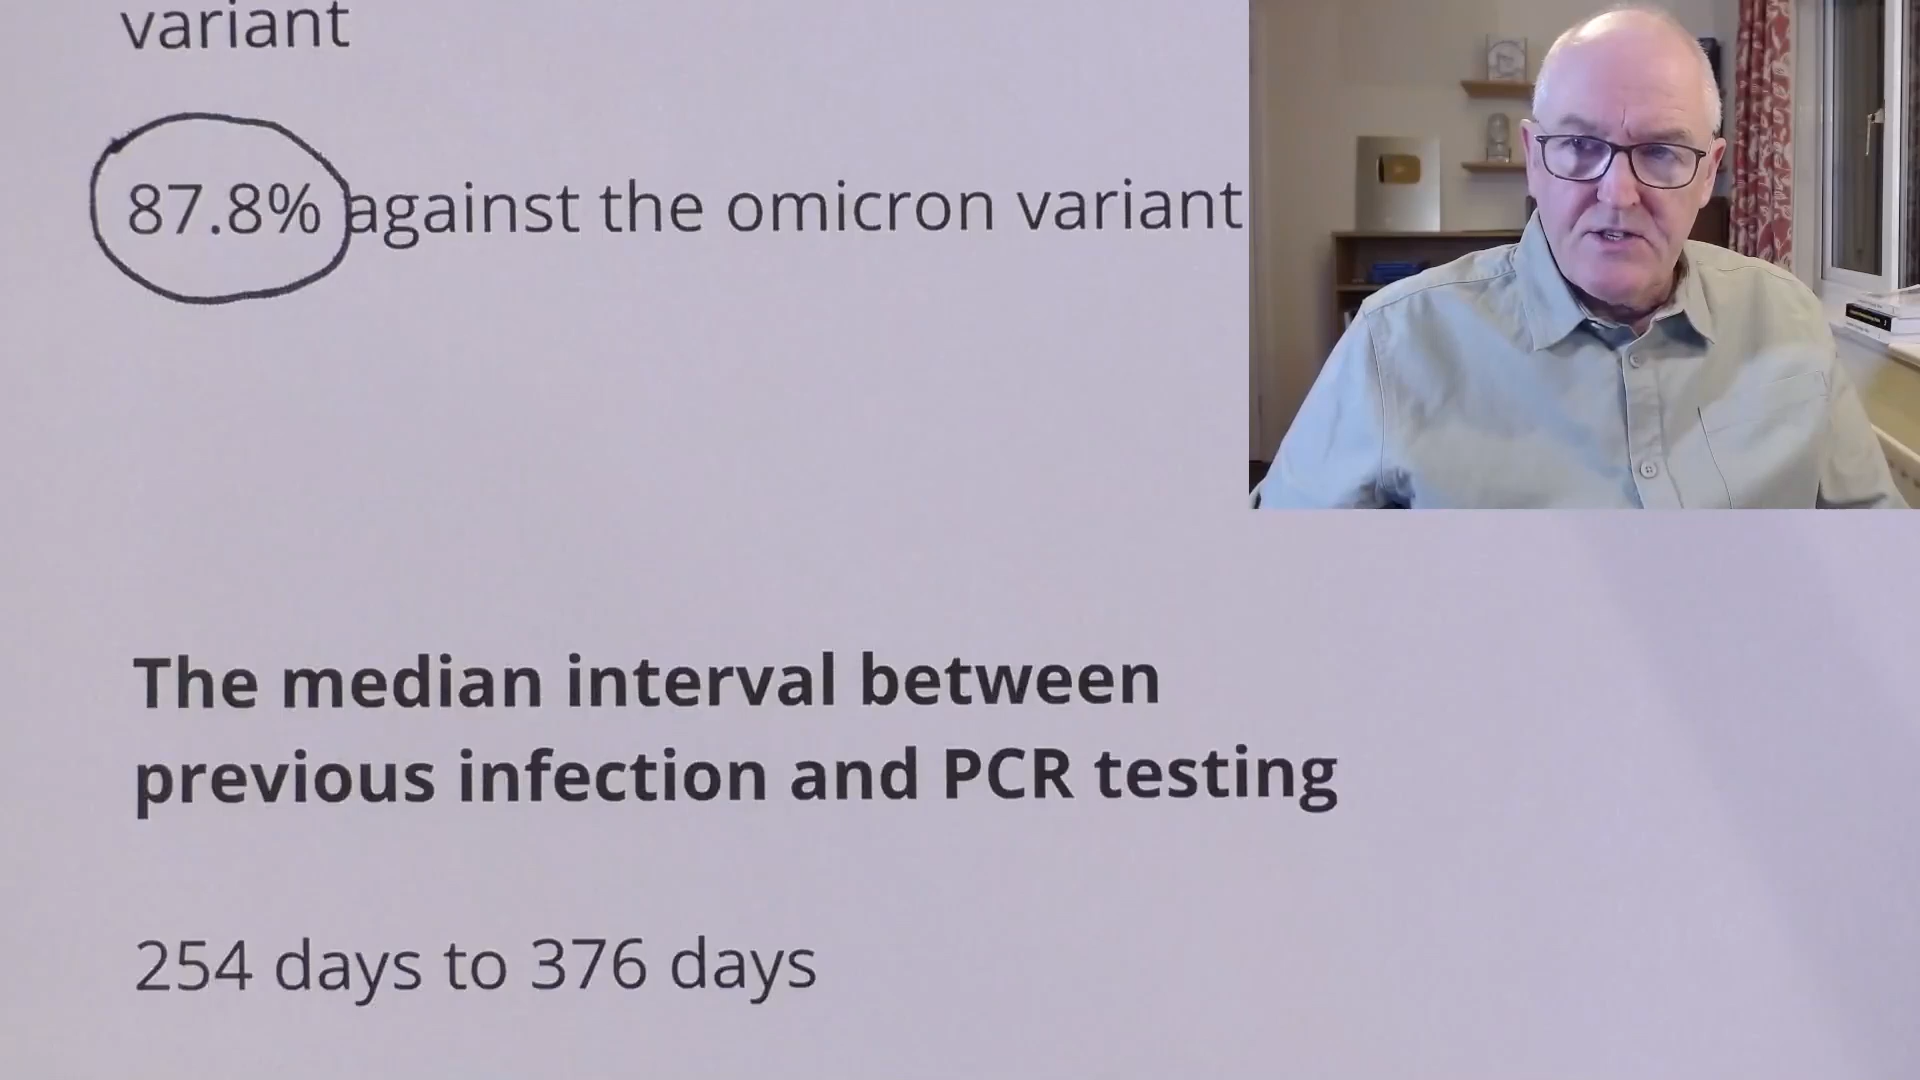 variant
87.8% against the omicron variant
The median interval between
previous infection and PCR testing
254 days to 376 days